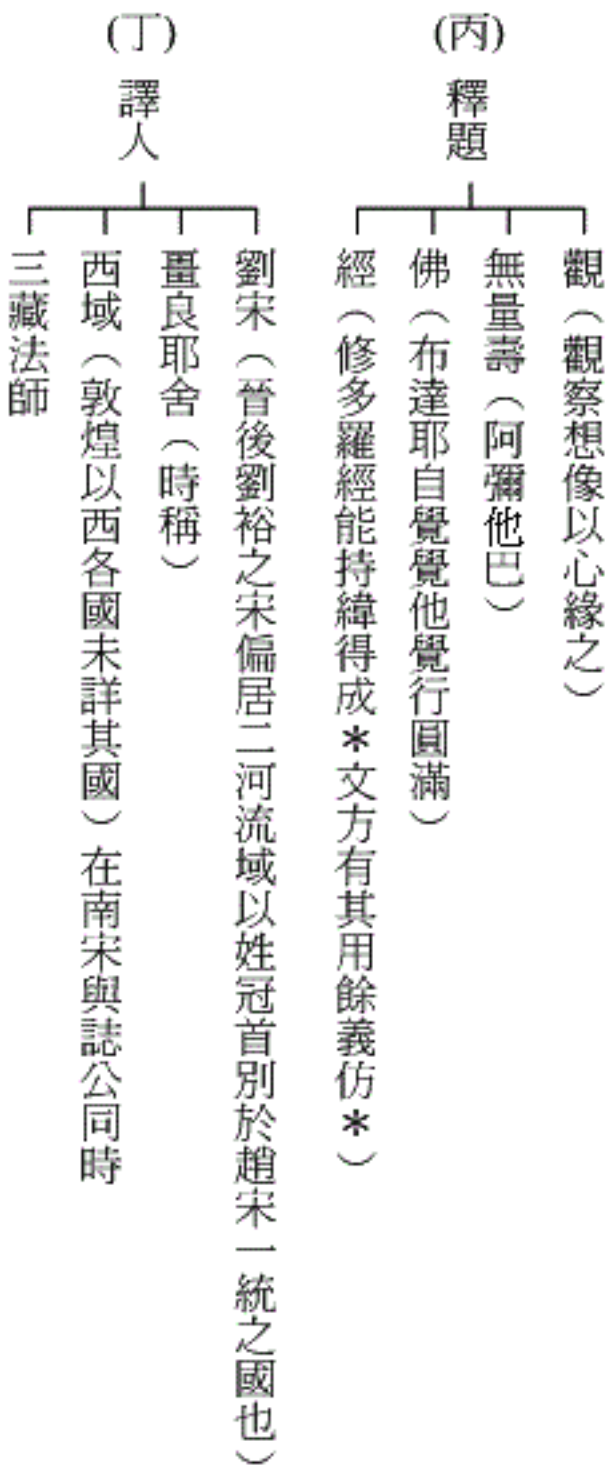 (丙)
釋題
觀（觀察想像以心緣之）
無量壽（阿彌他巴）
佛（布達耶自覺覺他覺行圓滿）
經（修多羅經能持緯得成＊文方有其用餘義仿＊）
(丁)
譯人
劉宋（晉後劉裕之宋偏居二河流域以姓冠首別於趙宋一統之國也）
畺良耶舍（時稱）
西域（敦煌以西各國未詳其國）在南宋與誌公同時
三藏法師